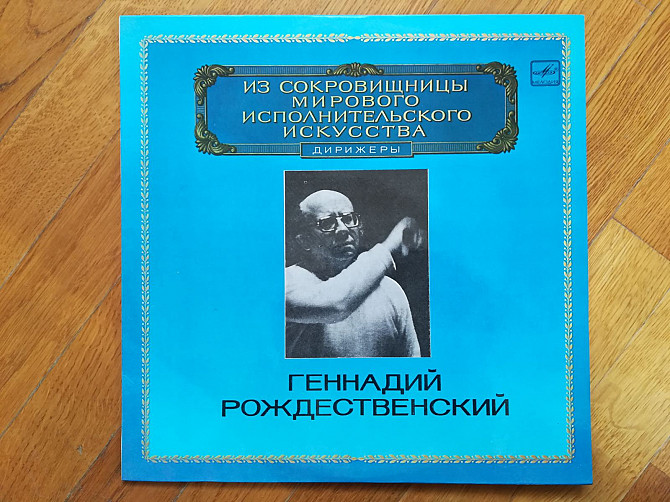 ИЗ СОКРОВИЩНИЦЫ
МИРОВОГО
ИСПОЛНИТЕЛЬСКОГО
ИСКУССТВА
ДИРИЖЕРЫ
ГЕННАДИЙ
РОЖДЕСТВЕНСКИЙ